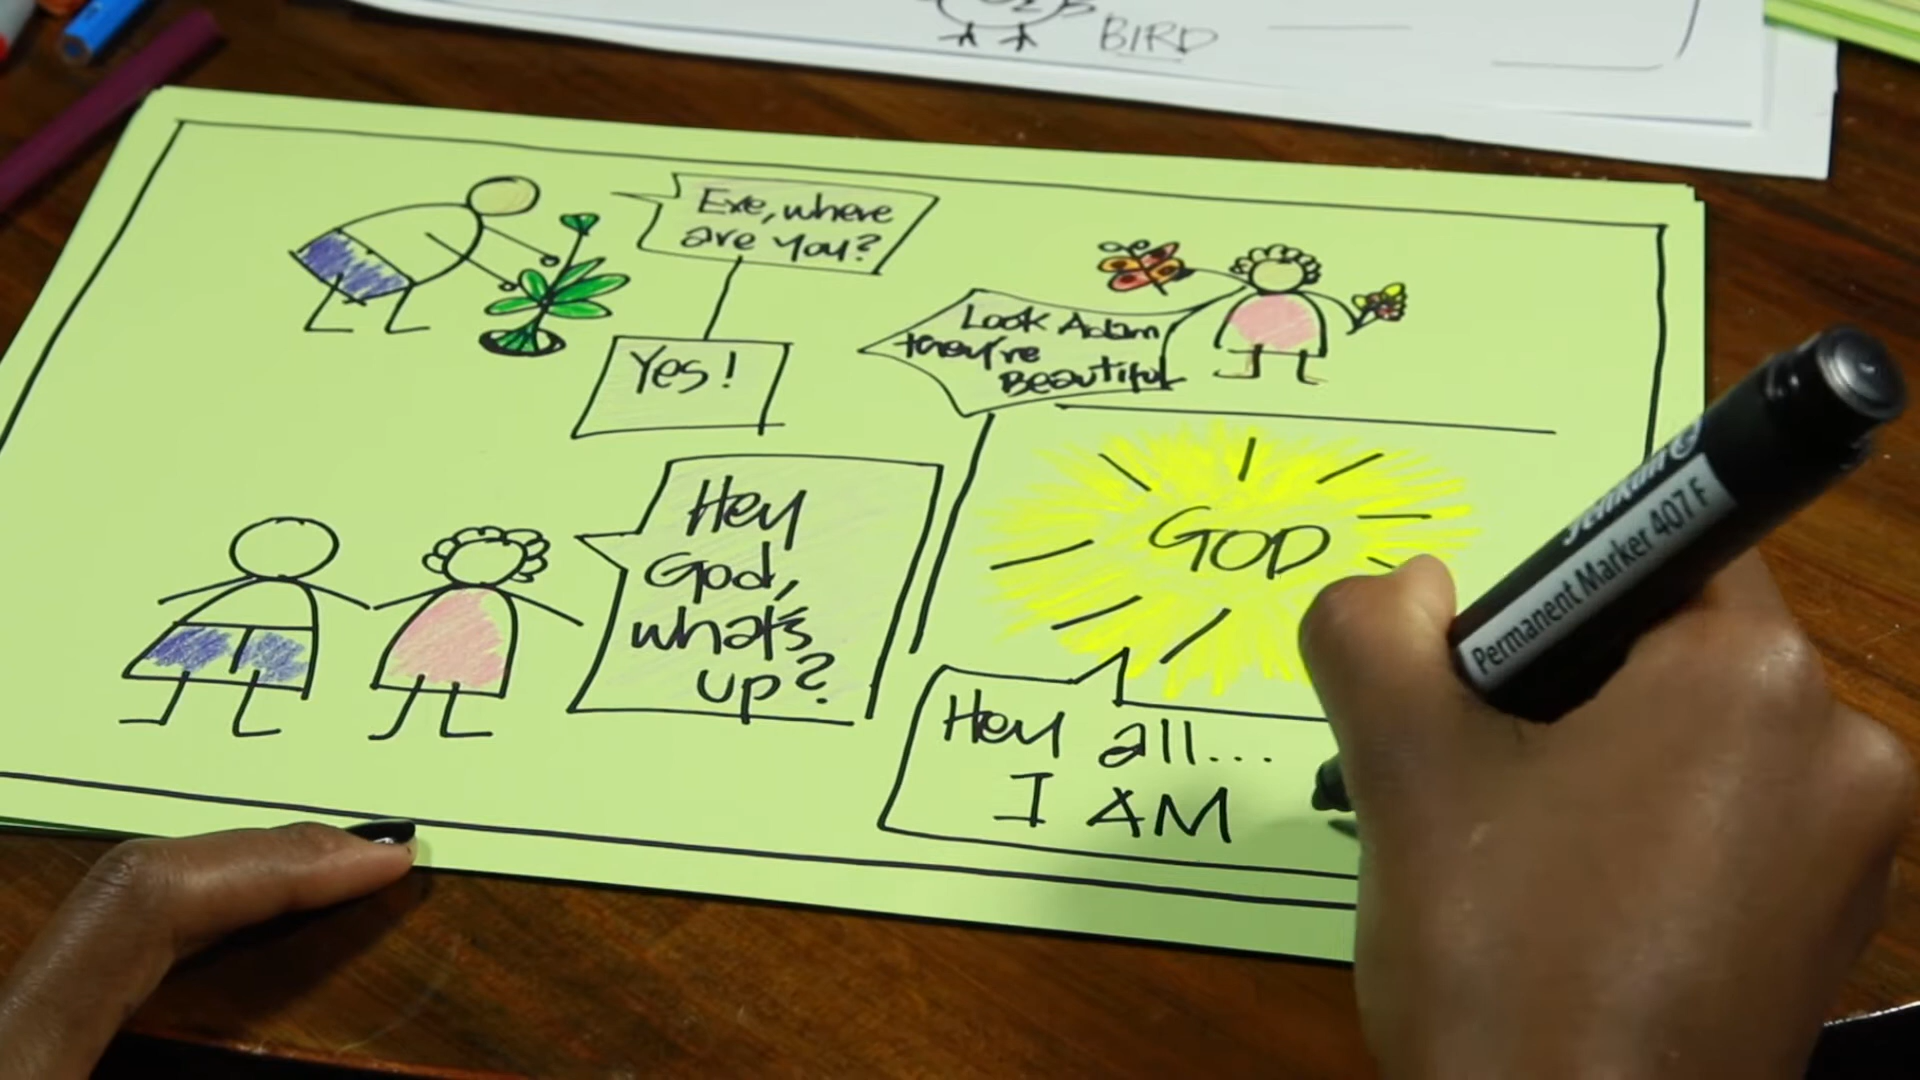 BIRD
Eve, where
are you?
Yes!
Look Adam
they're
Beautiful
Hey
God,
what's
up?
GOD
Hey all...
I AM
Pelikan
Permanent Marker 407 F